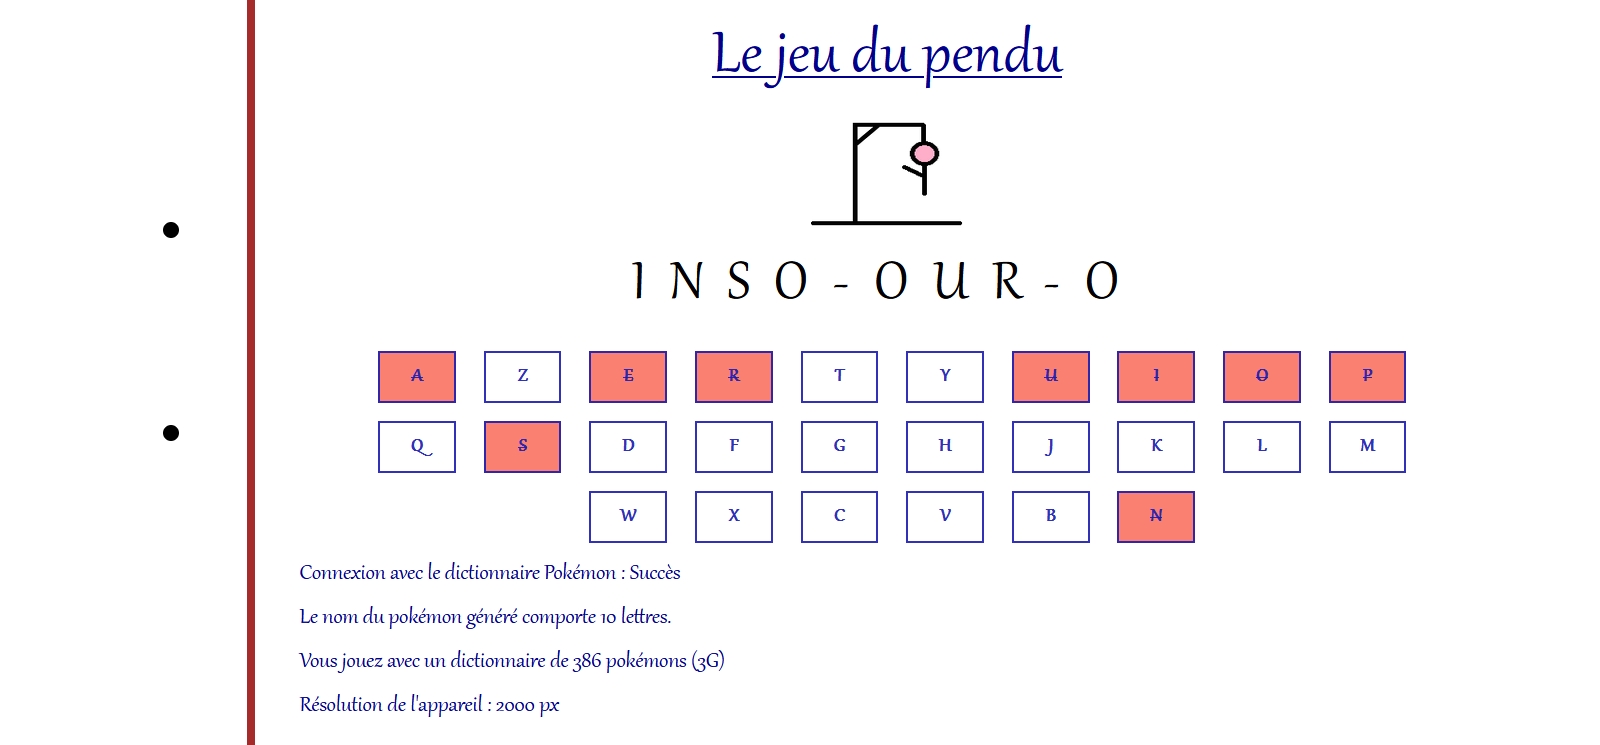 Le jeu du pendu
I N S O - O U R - O
A Z E R T Y U I O P
Q S D F G H J K L M
W X C V B N
Connexion avec le dictionnaire Pokémon : Succès
Le nom du pokémon généré comporte 10 lettres.
Vous jouez avec un dictionnaire de 386 pokémons (3G)
Résolution de l'appareil : 2000 px